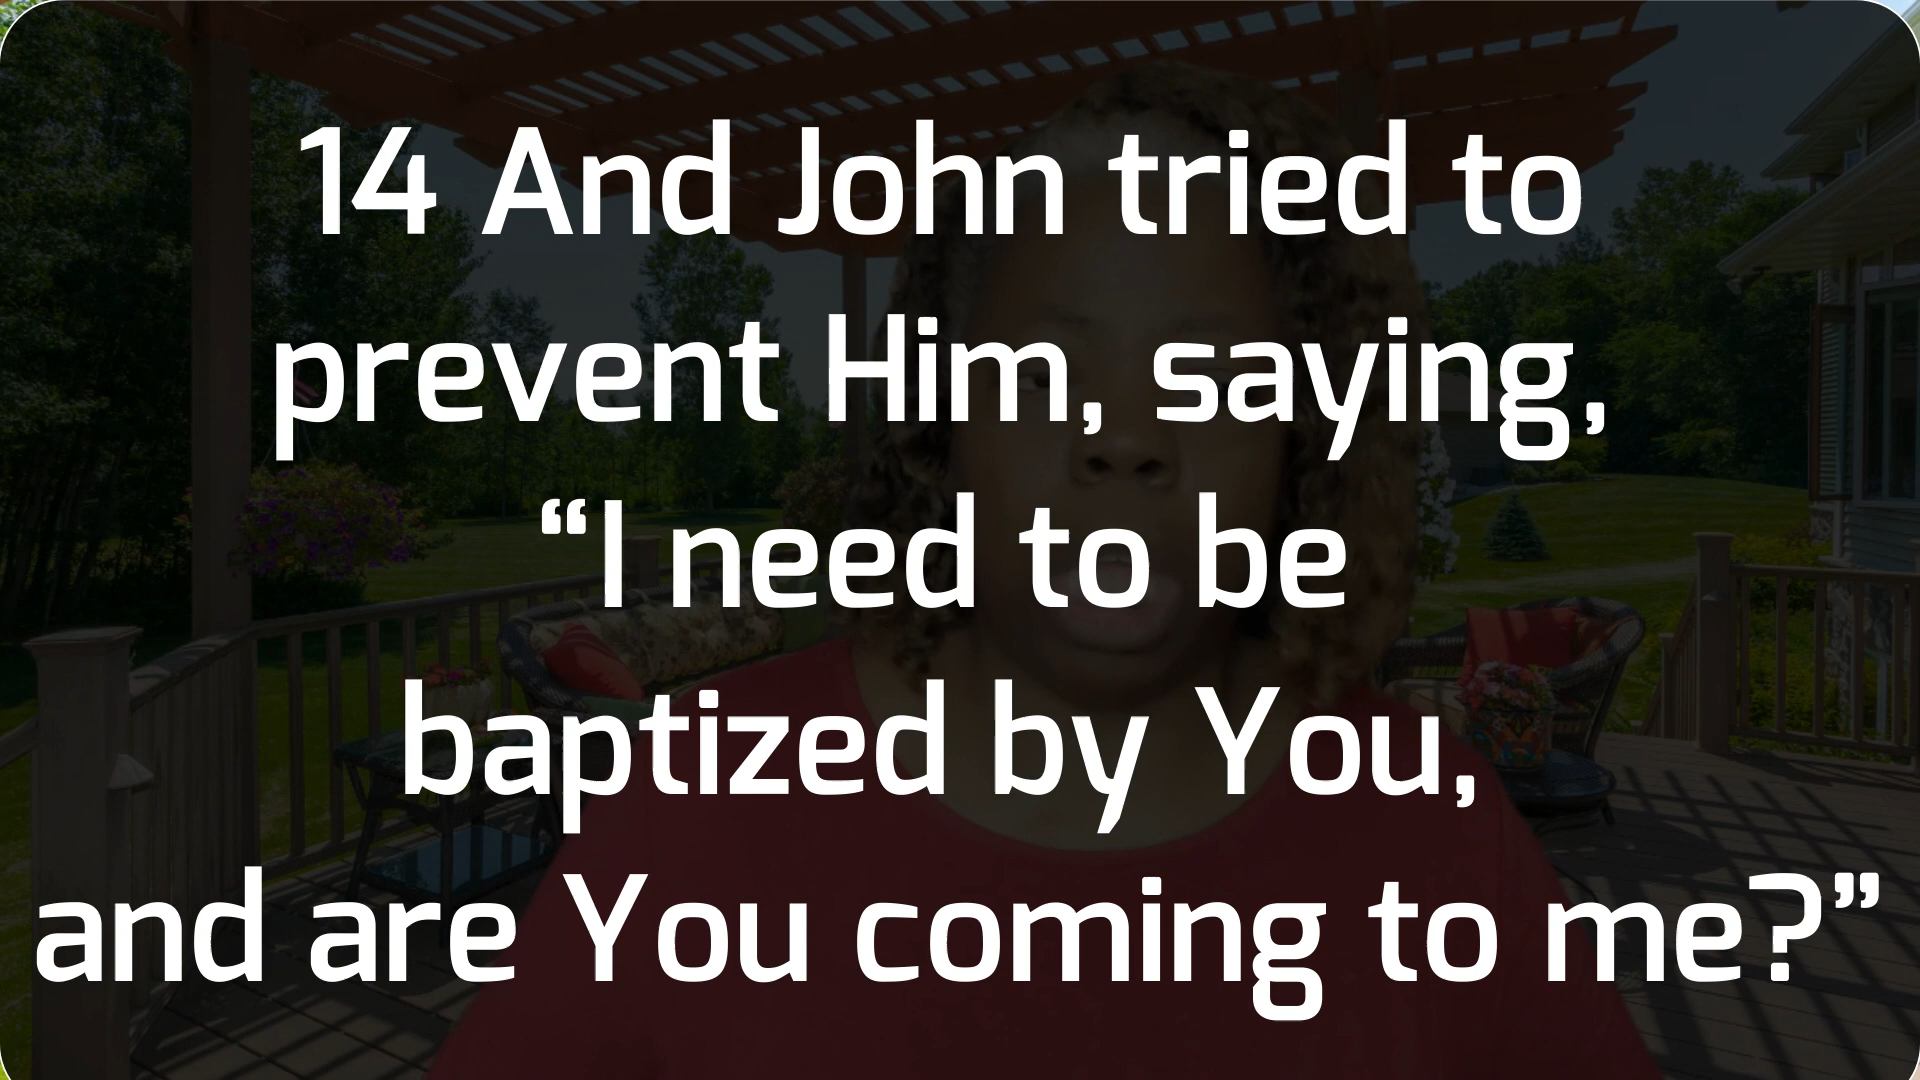 14 And John tried to
prevent Him, saying,
“I need to be
baptized by You,
and are You coming to me?”